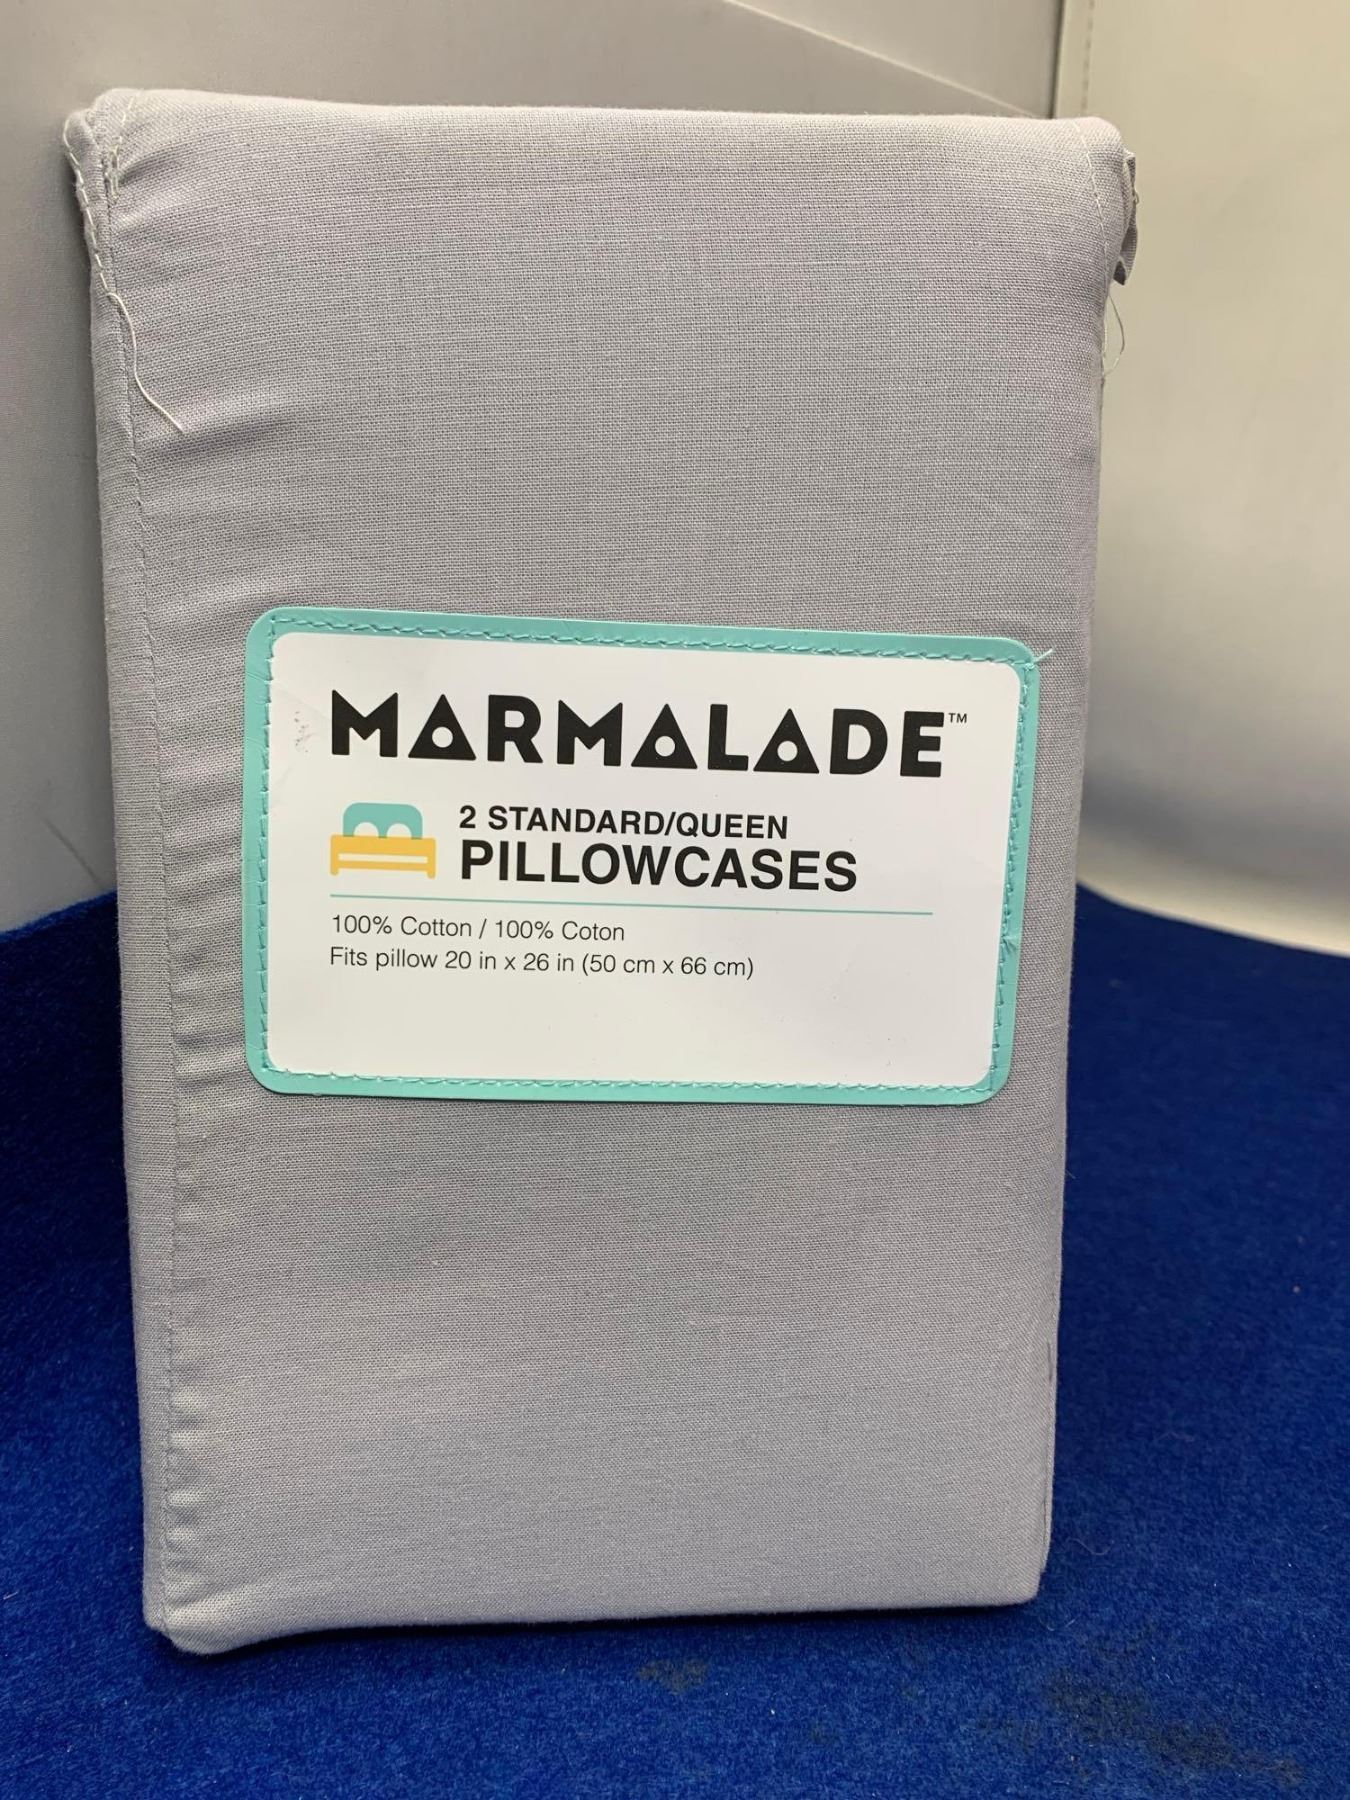 MARMALADE™
2 STANDARD/QUEEN
PILLOWCASES
100% Cotton / 100% Coton
Fits pillow 20 in x 26 in (50 cm x 66 cm)